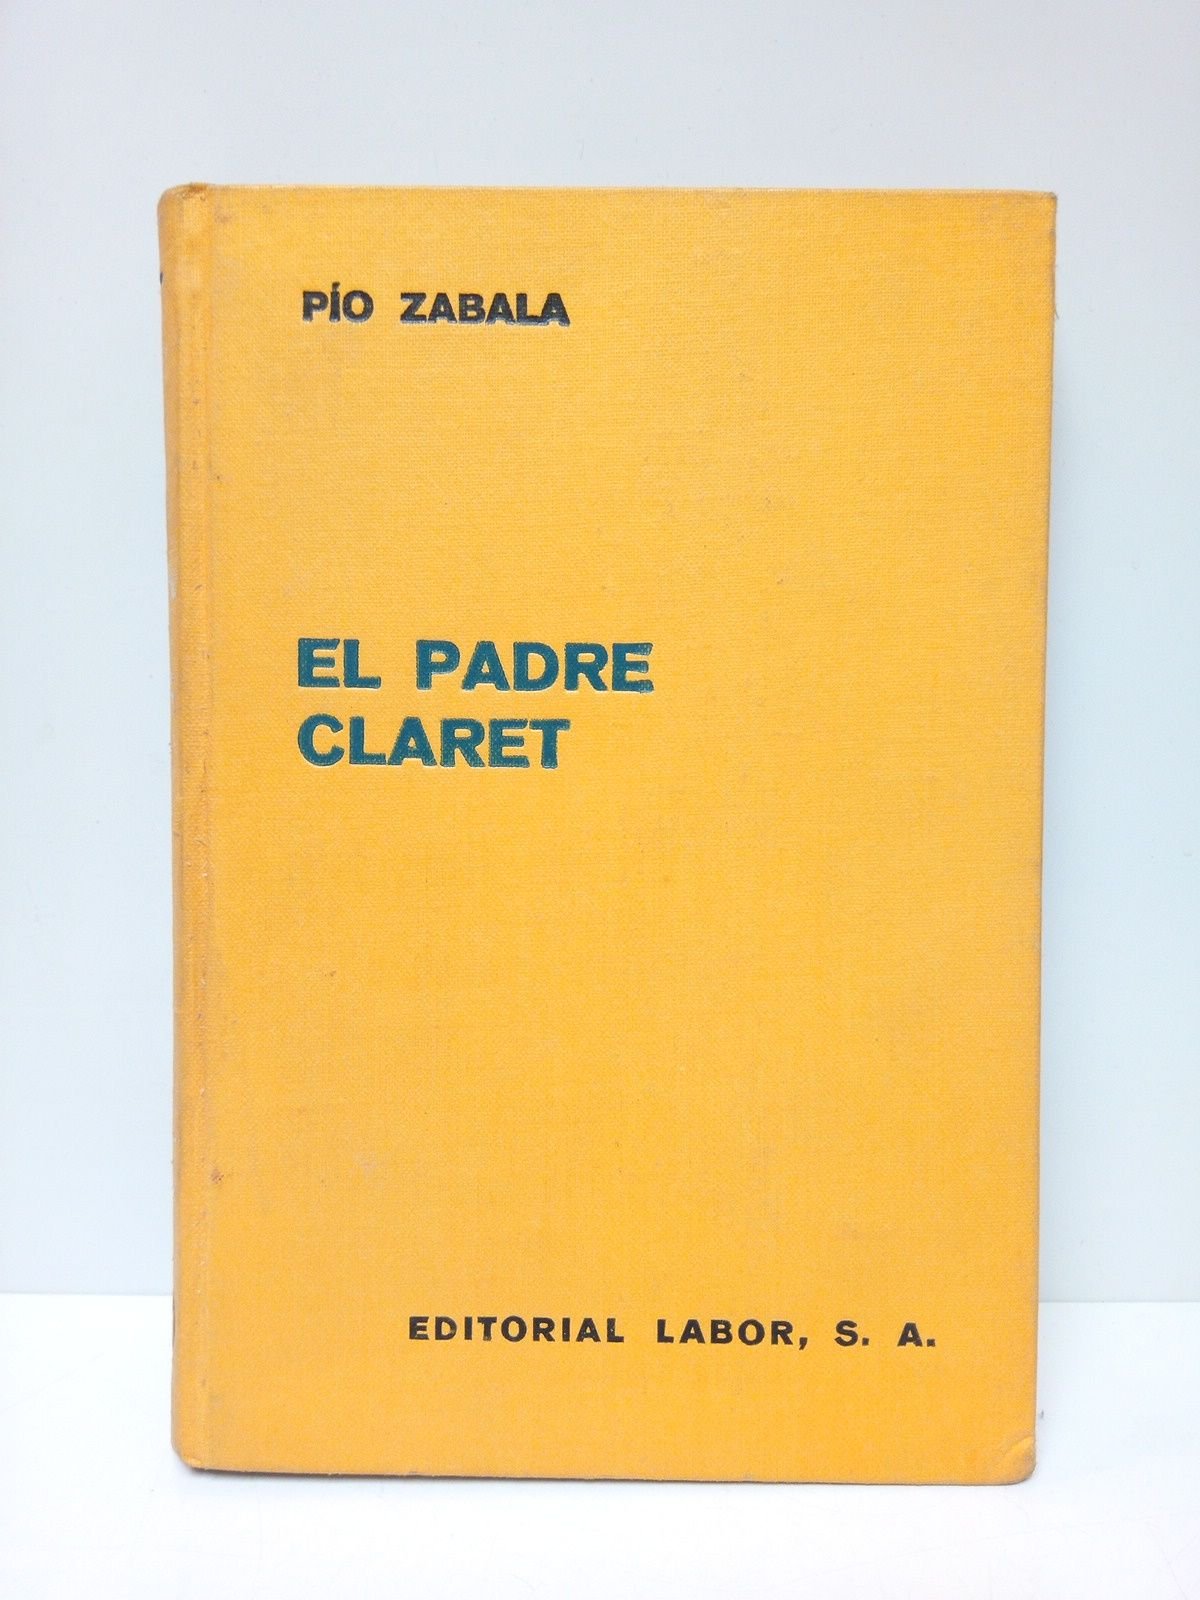 PÍO ZABALA
EL PADRE
CLARET
EDITORIAL LABOR, S. A.